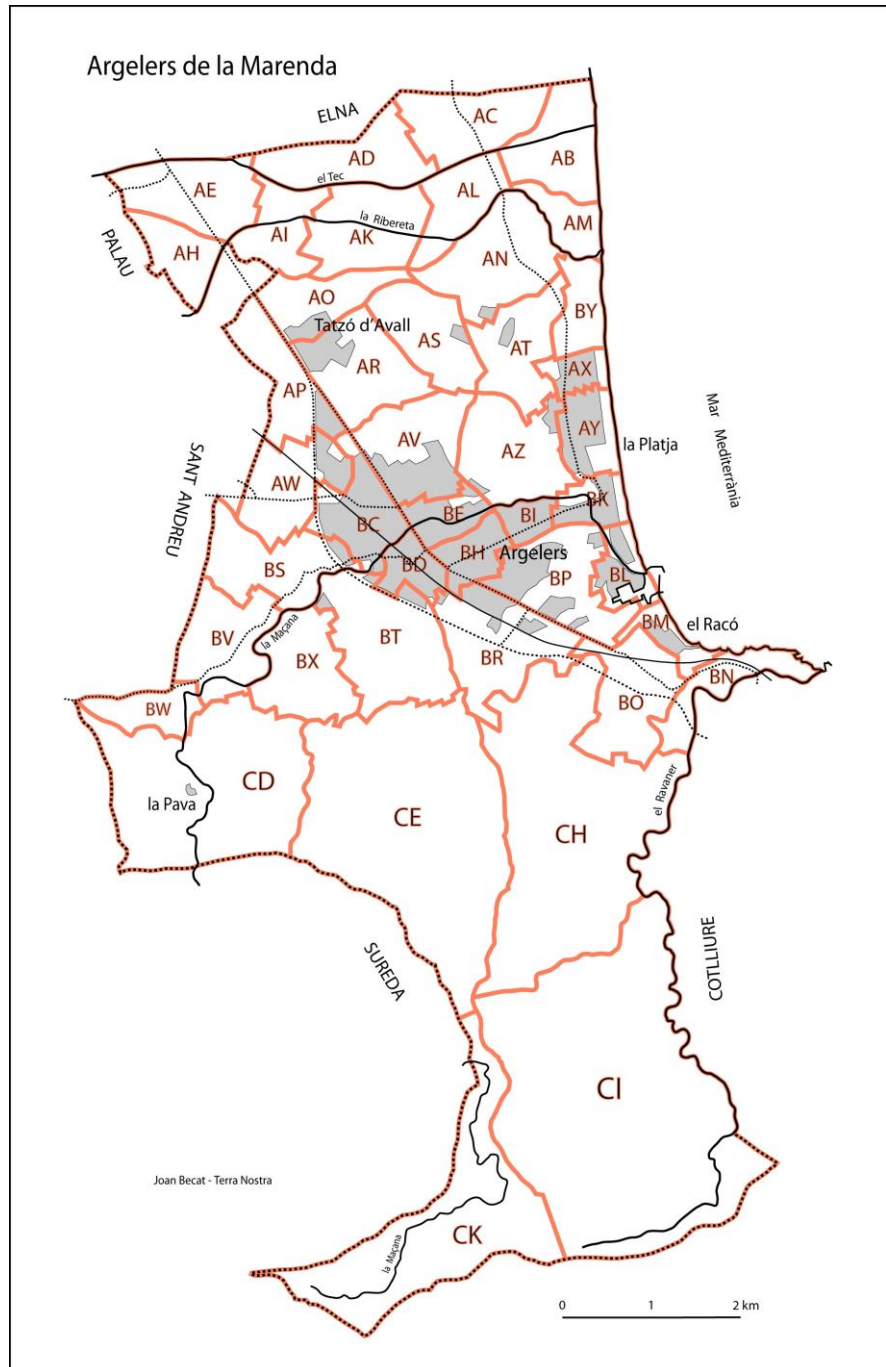 Argelers de la Marenda
ELNA
AC
AD
AB
el Tec
AE
AL
la Ribereta
AM
PALAU
AH
AI
AK
AN
AO
BY
Tatzó d'Avall
AS
AT
AR
AX
AP
Mar Mediterrània
AY
la Platja
AV
AZ
SANT ANDREU
AW
BK
BE
BI
BC
BH
Argelers
BD
BP
BL
BS
BM
el Racó
la Maçana
BV
BT
BX
BR
BN
BO
BW
CD
la Pava
el Ravaner
CE
CH
SUREDA
COTLLIURE
CI
Joan Becat - Terra Nostra
CK
la Maçana
0 1 2 km